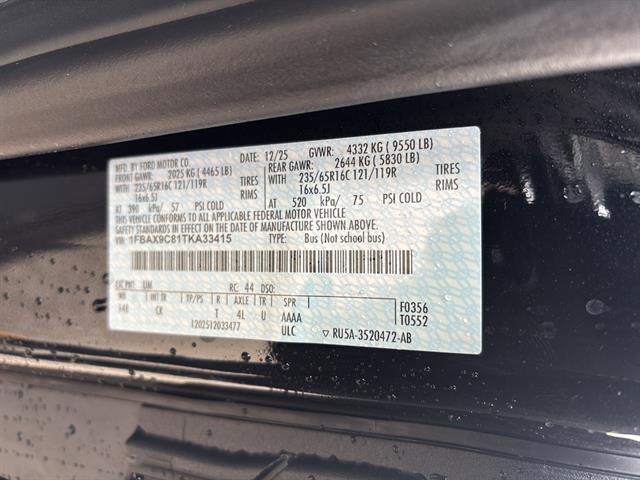 MFD. BY FORD MOTOR CO.
12/25 GVWR: 4332 KG ( 9550 LB)
FRONT GAWR: 2025 KG ( 4465 LB)
REAR GAWR: 2644 KG ( 5830 LB)
WITH 235/65R16C 121/119R TIRES
WITH 235/65R16C 121/119R TIRES
16x6.5J RIMS
16x6.5J RIMS
AT 390 kPa/ 57 PSI COLD
AT 520 kPa/ 75 PSI COLD
THIS VEHICLE CONFORMS TO ALL APPLICABLE FEDERAL MOTOR VEHICLE
SAFETY STANDARDS IN EFFECT ON THE DATE OF MANUFACTURE SHOWN ABOVE.
VIN: 1FBAX9C81TKA33415
TYPE: Bus (Not school bus)
EXT PNT: UM RC: 44 DSO:
WB INT TR TP/PS R AXLE TR SPR
148 CK T 4L U AAAA
ULC
1202512033477
F0356
T0552
▽ RU5A-3520472-AB